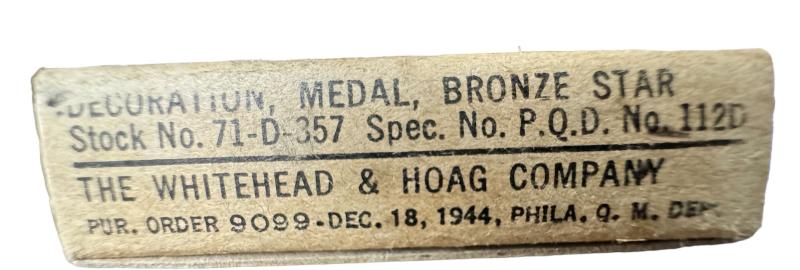 DECORATION, MEDAL, BRONZE STAR
Stock No. 71-D-357 Spec. No. P.Q.D. No. 112D
THE WHITEHEAD & HOAG COMPANY
PUR. ORDER 9099-DEC. 18, 1944, PHILA. Q. M. DEP.